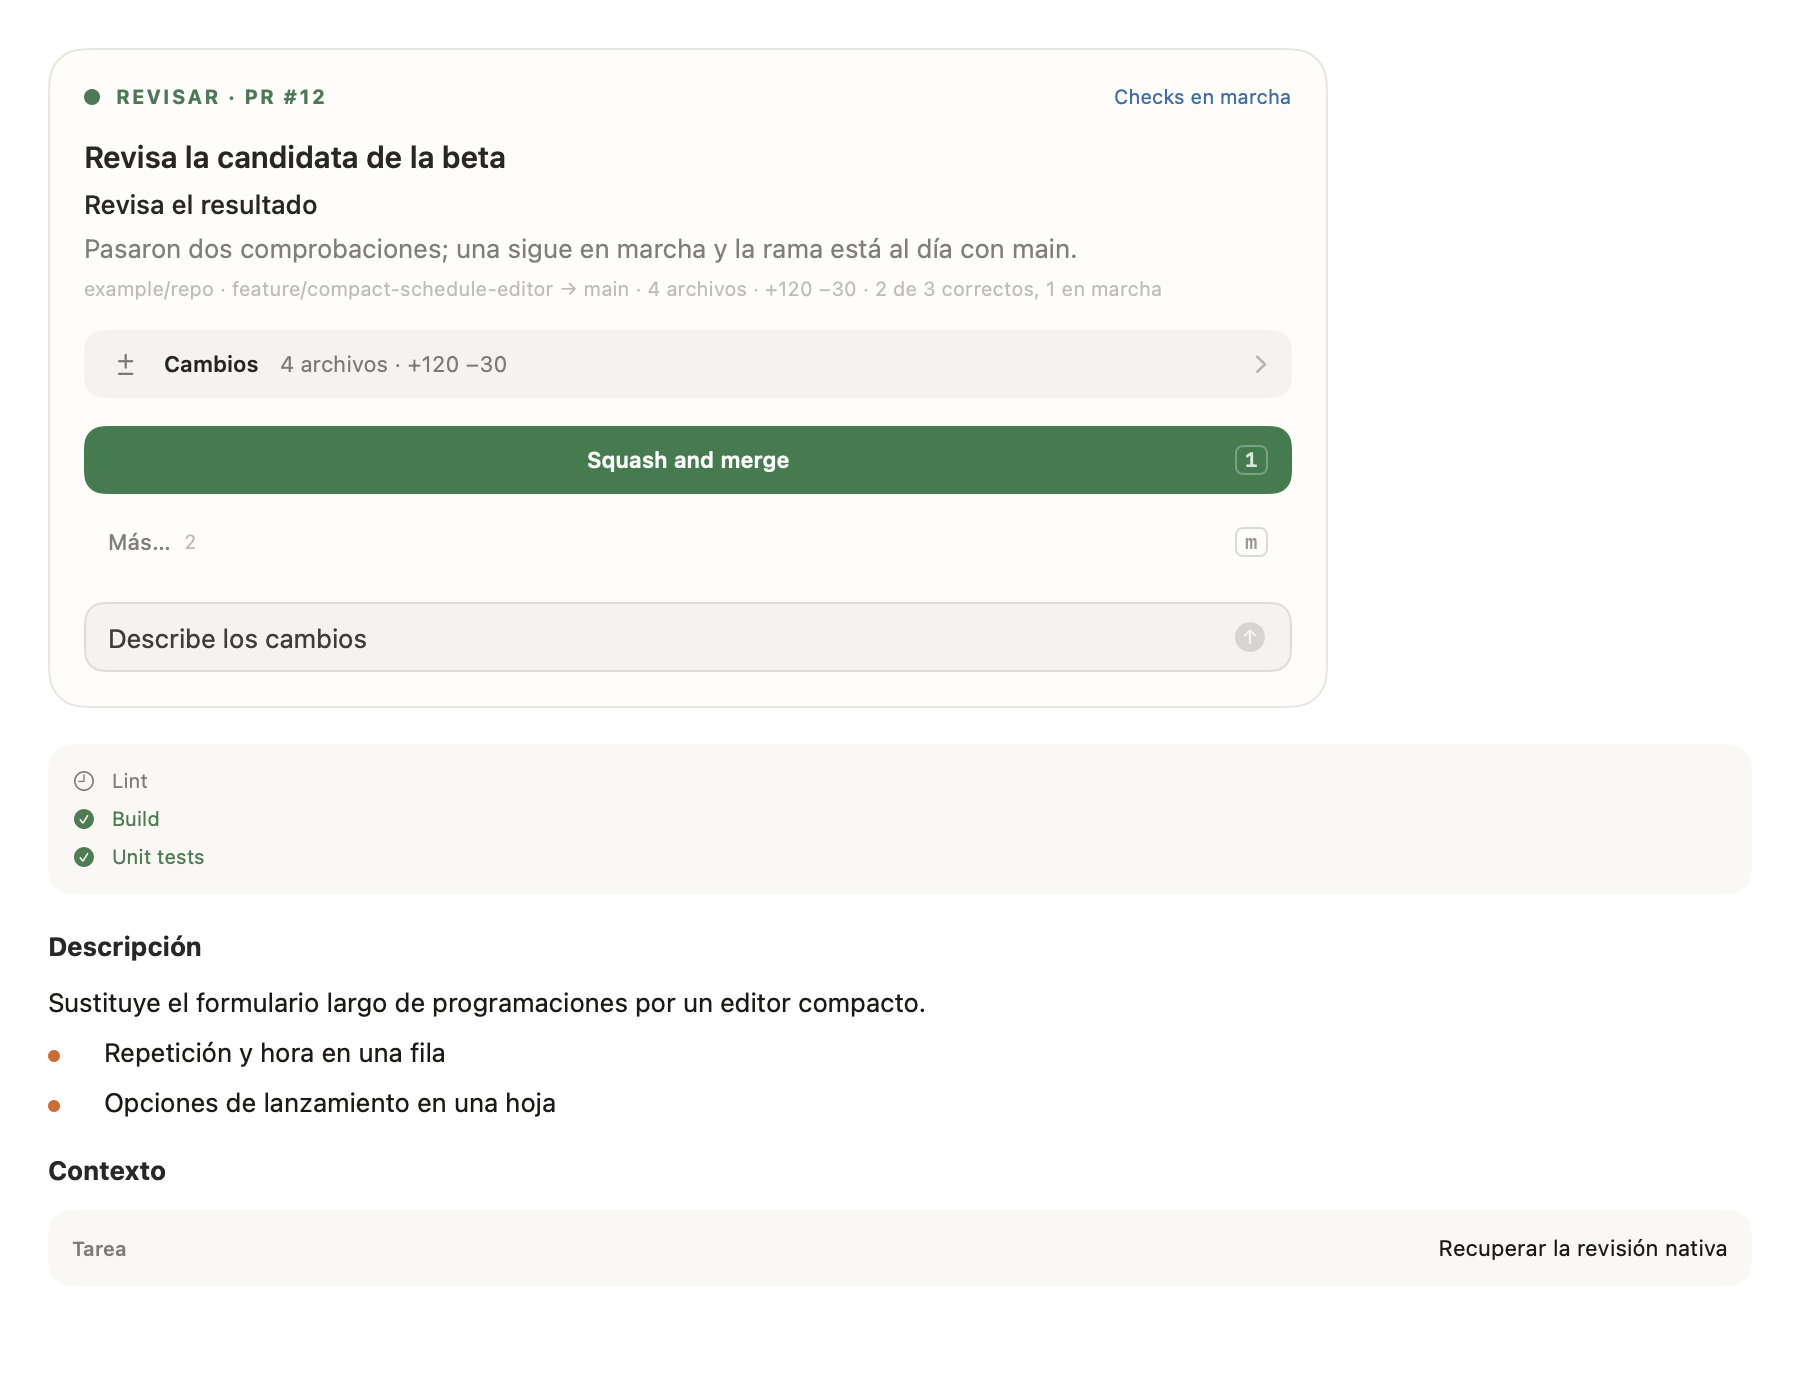 REVISAR · PR #12
Checks en marcha
Revisa la candidata de la beta
Revisa el resultado
Pasaron dos comprobaciones; una sigue en marcha y la rama está al día con main.
example/repo · feature/compact-schedule-editor → main · 4 archivos · +120 −30 · 2 de 3 correctos, 1 en marcha
± Cambios 4 archivos · +120 −30
Squash and merge 1
Más... 2 m
Describe los cambios
Lint
Build
Unit tests
Descripción
Sustituye el formulario largo de programaciones por un editor compacto.
Repetición y hora en una fila
Opciones de lanzamiento en una hoja
Contexto
Tarea Recuperar la revisión nativa